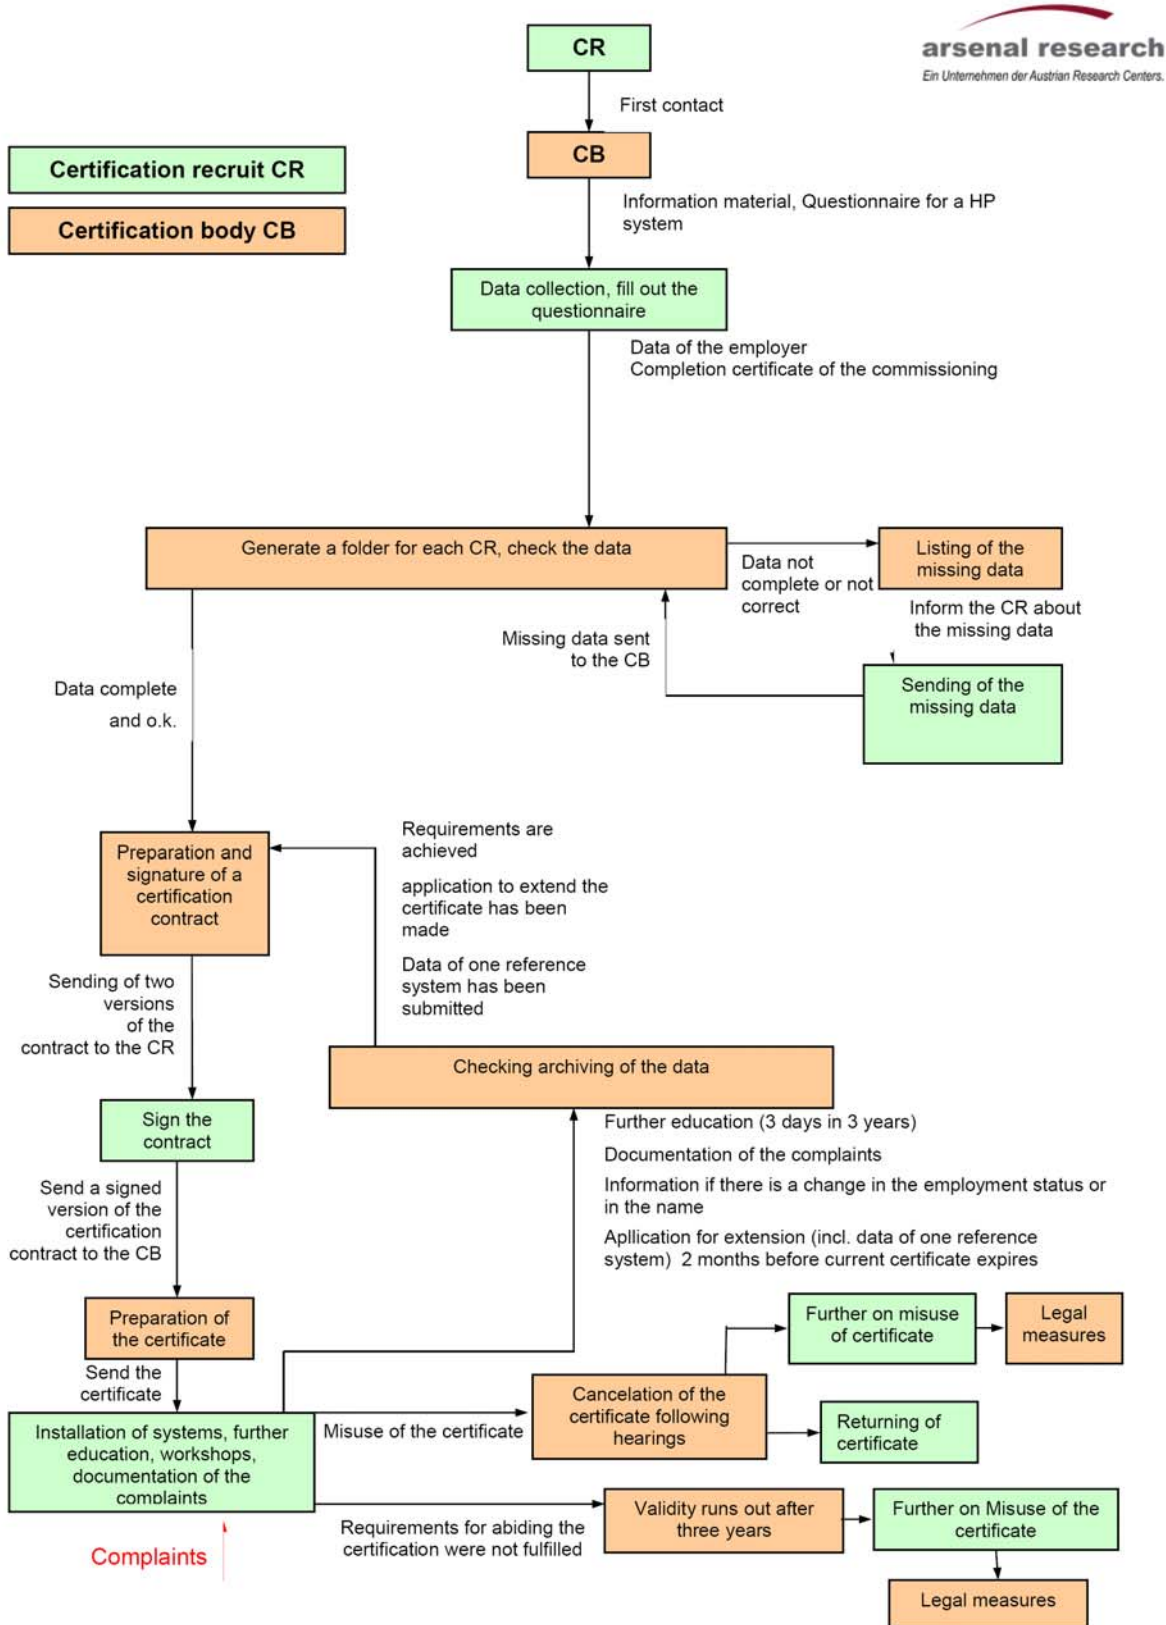 arsenal research
Ein Unternehmen der Austrian Research Centers.
CR
First contact
Certification recruit CR
CB
Certification body CB
Information material, Questionnaire for a HP
system
Data collection, fill out the
questionnaire
Data of the employer
Completion certificate of the commissioning
Generate a folder for each CR, check the data
Data not
complete or not
correct
Listing of the
missing data
Inform the CR about
the missing data
Missing data sent
to the CB
Sending of the
missing data
Data complete
and o.k.
Preparation and
signature of a
certification
contract
Requirements are
achieved
application to extend the
certificate has been
made
Data of one reference
system has been
submitted
Sending of two
versions
of the
contract to the CR
Checking archiving of the data
Sign the
contract
Further education (3 days in 3 years)
Documentation of the complaints
Information if there is a change in the employment status or
in the name
Apllication for extension (incl. data of one reference
system)  2 months before current certificate expires
Send a signed
version of the
certification
contract to the CB
Preparation of
the certificate
Send the
certificate
Further on misuse
of certificate
Legal
measures
Installation of systems, further
education, workshops,
documentation of the
complaints
Misuse of the certificate
Cancelation of the
certificate following
hearings
Returning of
certificate
Requirements for abiding the
certification were not fulfilled
Validity runs out after
three years
Further on Misuse of the
certificate
Complaints
Legal measures